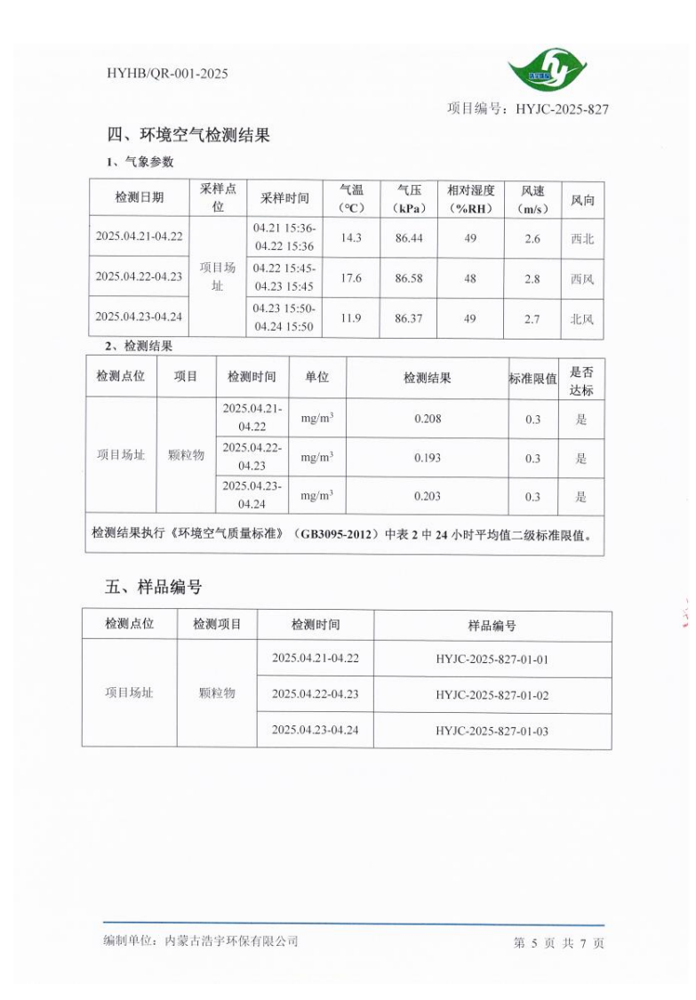 HYHB/QR-001-2025
hy
项目编号：HYJC-2025-827
四、环境空气检测结果
1、气象参数
检测日期 采样点位 采样时间 气温（℃） 气压（kPa） 相对湿度（%RH） 风速（m/s） 风向
2025.04.21-04.22 项目场址 04.21 15:36-04.22 15:36 14.3 86.44 49 2.6 西北
2025.04.22-04.23 04.22 15:45-04.23 15:45 17.6 86.58 48 2.8 西风
2025.04.23-04.24 04.23 15:50-04.24 15:50 11.9 86.37 49 2.7 北风
2、检测结果
检测点位 项目 检测时间 单位 检测结果 标准限值 是否达标
项目场址 颗粒物 2025.04.21-04.22 mg/m³ 0.208 0.3 是
2025.04.22-04.23 mg/m³ 0.193 0.3 是
2025.04.23-04.24 mg/m³ 0.203 0.3 是
检测结果执行《环境空气质量标准》（GB3095-2012）中表 2 中 24 小时平均值二级标准限值。
五、样品编号
检测点位 检测项目 检测时间 样品编号
项目场址 颗粒物 2025.04.21-04.22 HYJC-2025-827-01-01
2025.04.22-04.23 HYJC-2025-827-01-02
2025.04.23-04.24 HYJC-2025-827-01-03
编制单位：内蒙古浩宇环保有限公司
第 5 页 共 7 页